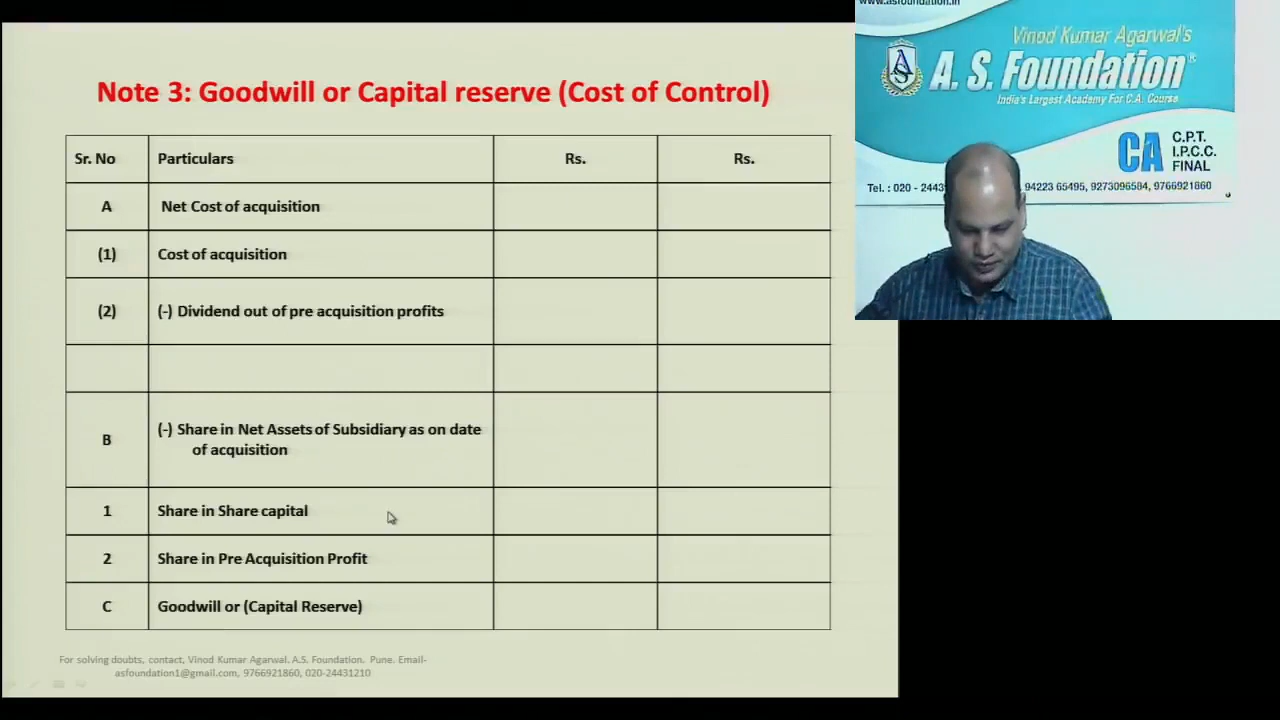 Note 3: Goodwill or Capital reserve (Cost of Control)
Sr. No Particulars Rs. Rs.
A Net Cost of acquisition
(1) Cost of acquisition
(2) (-) Dividend out of pre acquisition profits
B (-) Share in Net Assets of Subsidiary as on date
of acquisition
1 Share in Share capital
2 Share in Pre Acquisition Profit
C Goodwill or (Capital Reserve)
For solving doubts, contact, Vinod Kumar Agarwal. A.S. Foundation. Pune. Email-
asfoundation1@gmail.com, 9766921860, 020-24431210
www.asfoundation.in
Vinod Kumar Agarwal's
AS
A. S. Foundation®
India's Largest Academy For C.A. Course
CA
C.P.T.
I.P.C.C.
FINAL
Tel. : 020 - 2443 94223 65495, 9273096584, 9766921860